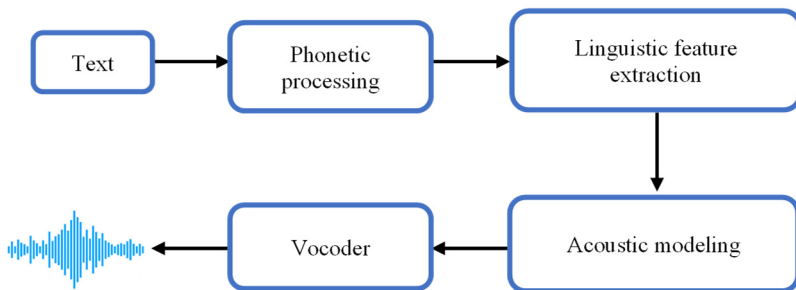 Text
Phonetic
processing
Linguistic feature
extraction
Acoustic modeling
Vocoder